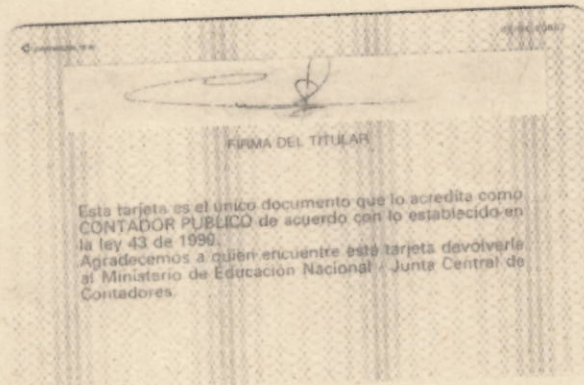 FIRMA DEL TITULAR
Esta tarjeta es el único documento que lo acredita como
CONTADOR PUBLICO de acuerdo con lo establecido en
la ley 43 de 1990.
Agradecemos a quien encuentre esta tarjeta devolverla
al Ministerio de Educación Nacional - Junta Central de
Contadores.